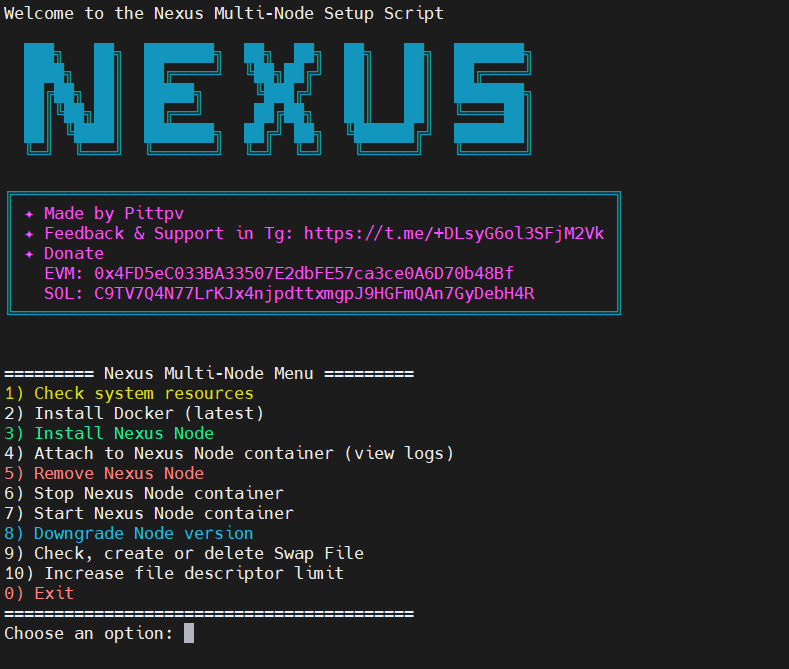 Welcome to the Nexus Multi-Node Setup Script
NEXUS
✦ Made by Pittpv
✦ Feedback & Support in Tg: https://t.me/+DLsyG6ol3SFjM2Vk
✦ Donate
EVM: 0x4FD5eC033BA33507E2dbFE57ca3ce0A6D70b48Bf
SOL: C9TV7Q4N77LrKJx4njpdttxmgpJ9HGFmQAn7GyDebH4R
========= Nexus Multi-Node Menu =========
1) Check system resources
2) Install Docker (latest)
3) Install Nexus Node
4) Attach to Nexus Node container (view logs)
5) Remove Nexus Node
6) Stop Nexus Node container
7) Start Nexus Node container
8) Downgrade Node version
9) Check, create or delete Swap File
10) Increase file descriptor limit
0) Exit
=========================================
Choose an option: